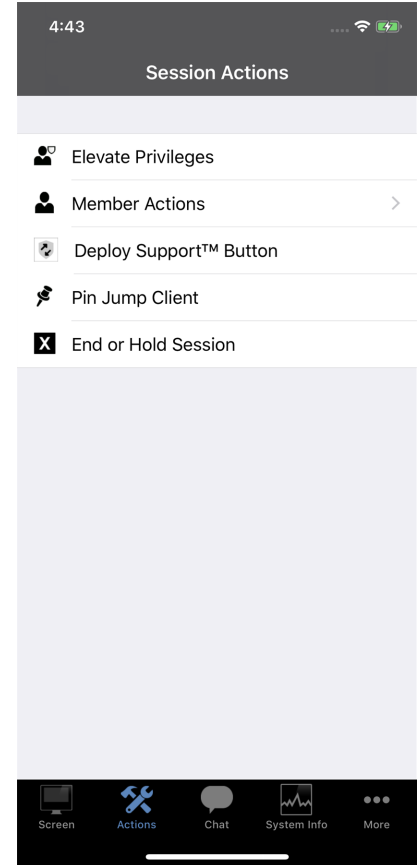 4:43
Session Actions
Elevate Privileges
Member Actions
Deploy Support™ Button
Pin Jump Client
X End or Hold Session
Screen Actions Chat System Info More